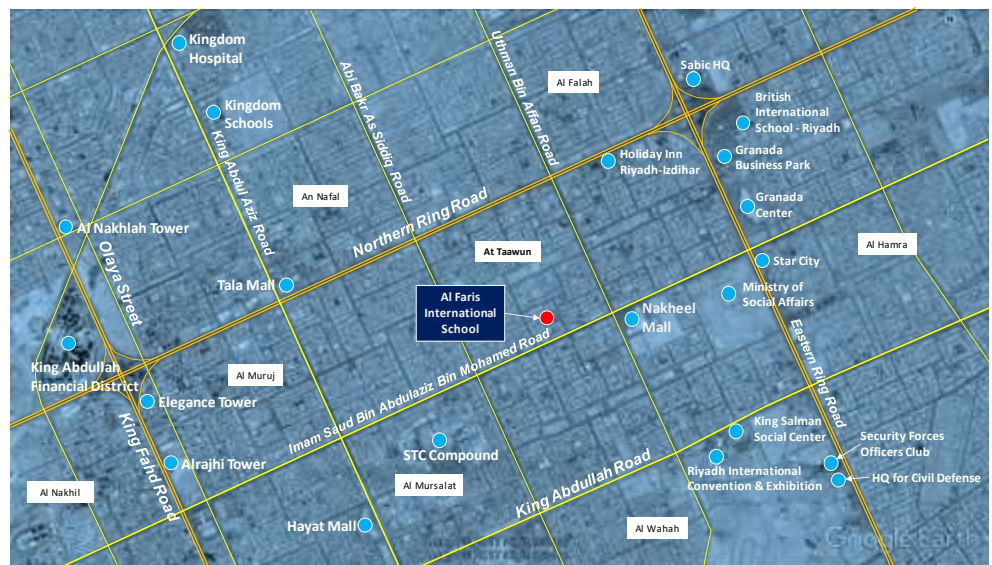 Kingdom
Hospital
Kingdom
Schools
King Abdul Aziz Road
Abi Bakr As Siddiq Road
Uthman Bin Affan Road
Al Falah
Sabic HQ
British
International
School - Riyadh
Granada
Business Park
Holiday Inn
Riyadh-Izdihar
An Nafal
Northern Ring Road
Granada
Center
Al Nakhlah Tower
Olaya Street
At Taawun
Al Hamra
Star City
Tala Mall
Ministry of
Social Affairs
Al Faris
International
School
Nakheel
Mall
King Abdullah
Financial District
Al Muruj
Imam Saud Bin Abdulaziz Bin Mohamed Road
Eastern Ring Road
Elegance Tower
King Fahd Road
King Salman
Social Center
Security Forces
Officers Club
STC Compound
Alrajhi Tower
Riyadh International
Convention & Exhibition
HQ for Civil Defense
Al Nakhil
Al Mursalat
King Abdullah Road
Hayat Mall
Al Wahah
Google Earth